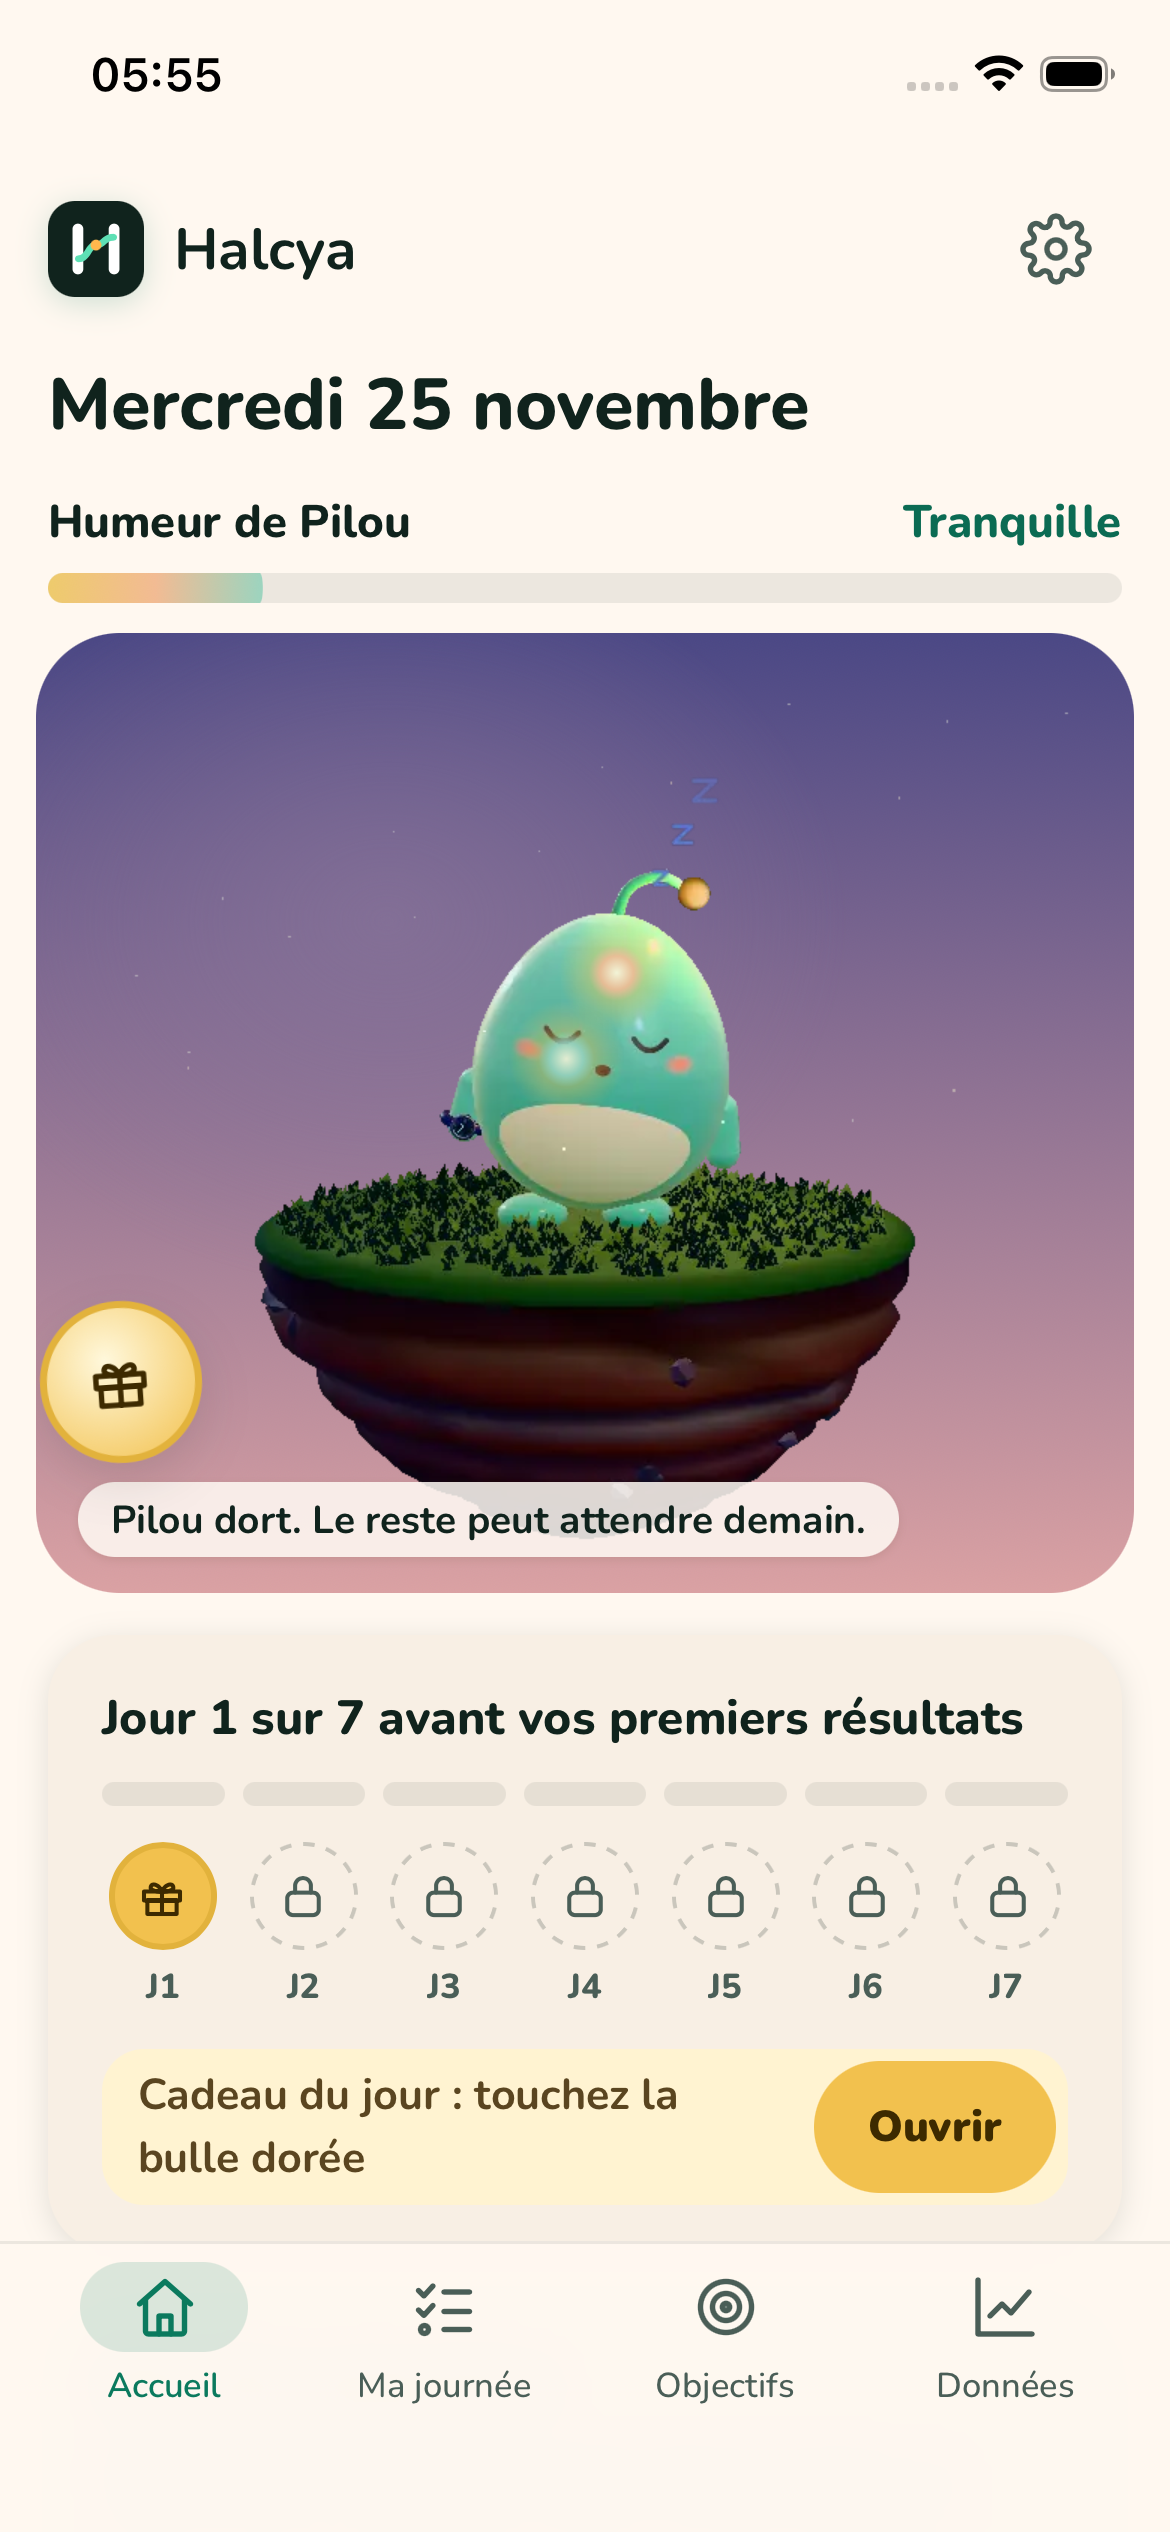 05:55
Halcya
Mercredi 25 novembre
Humeur de Pilou
Tranquille
z
z
z
Pilou dort. Le reste peut attendre demain.
Jour 1 sur 7 avant vos premiers résultats
J1
J2
J3
J4
J5
J6
J7
Cadeau du jour : touchez la
bulle dorée
Ouvrir
Accueil
Ma journée
Objectifs
Données